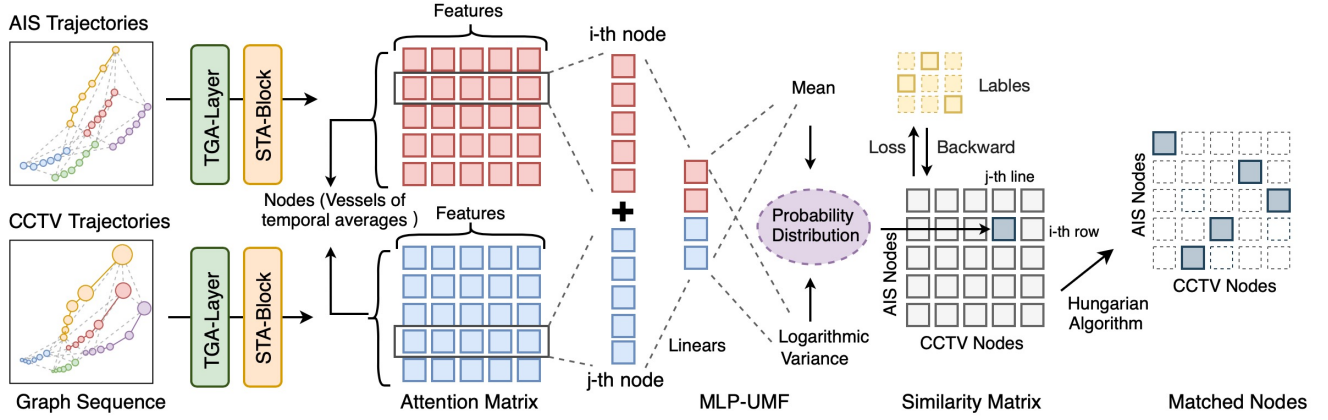 AIS Trajectories
TGA-Layer
STA-Block
Features
i-th node
Mean
Lables
Loss
Backward
j-th line
Probability
Distribution
i-th row
AIS Nodes
CCTV Nodes
AIS Nodes
CCTV Nodes
Nodes (Vessels of
temporal averages )
CCTV Trajectories
TGA-Layer
STA-Block
Features
+
j-th node
Linears
Logarithmic
Variance
Hungarian
Algorithm
Graph Sequence
Attention Matrix
MLP-UMF
Similarity Matrix
Matched Nodes